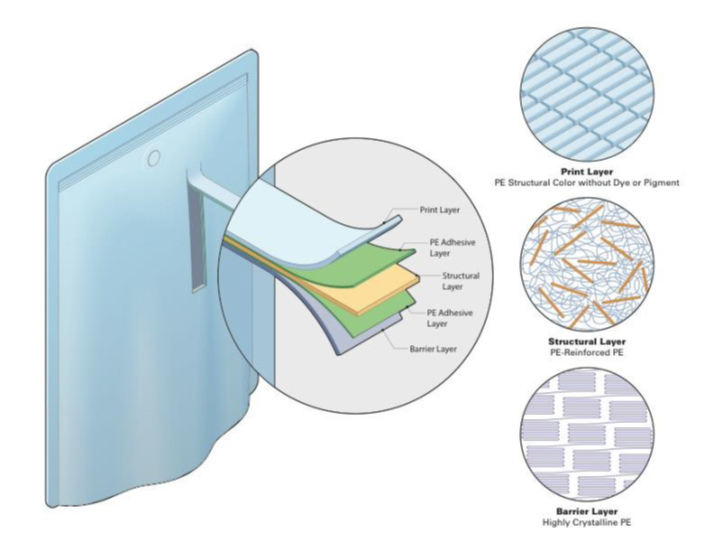 Print Layer
PE Adhesive
Layer
Structural
Layer
PE Adhesive
Layer
Barrier Layer
Print Layer
PE Structural Color without Dye or Pigment
Structural Layer
PE-Reinforced PE
Barrier Layer
Highly Crystalline PE